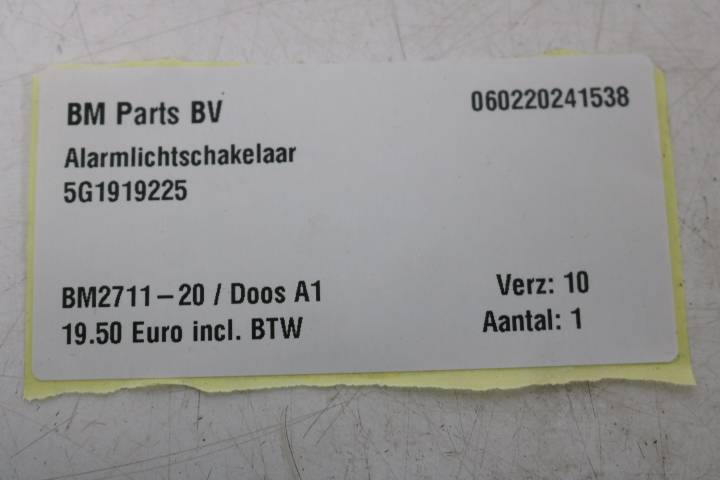 BM Parts BV 060220241538
Alarmlichtschakelaar
5G1919225
BM2711-20 / Doos A1 Verz: 10
19.50 Euro incl. BTW Aantal: 1